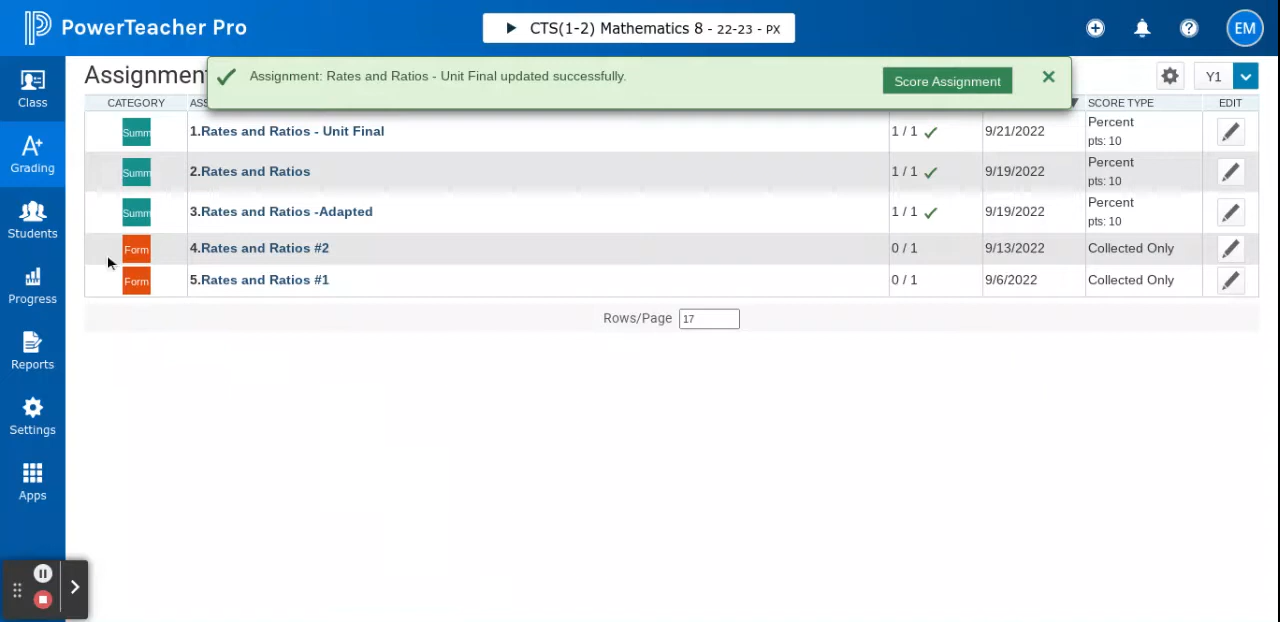 PowerTeacher Pro
CTS(1-2) Mathematics 8 - 22-23 - PX
EM
Class
Grading
Students
Progress
Reports
Settings
Apps
Assignment: Rates and Ratios - Unit Final updated successfully.
Score Assignment
Y1
CATEGORY
SCORE TYPE
EDIT
Summ
1.Rates and Ratios - Unit Final
1 / 1
9/21/2022
Percent
pts: 10
Summ
2.Rates and Ratios
1 / 1
9/19/2022
Percent
pts: 10
Summ
3.Rates and Ratios -Adapted
1 / 1
9/19/2022
Percent
pts: 10
Form
4.Rates and Ratios #2
0 / 1
9/13/2022
Collected Only
Form
5.Rates and Ratios #1
0 / 1
9/6/2022
Collected Only
Rows/Page 17